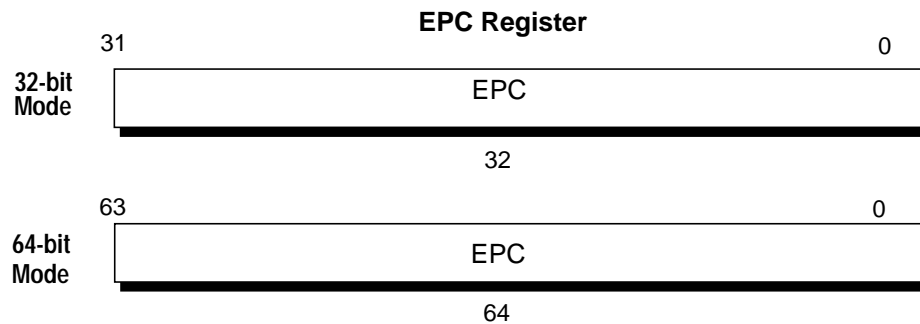 EPC Register
31 0
32-bit
Mode
EPC
32
63 0
64-bit
Mode
EPC
64